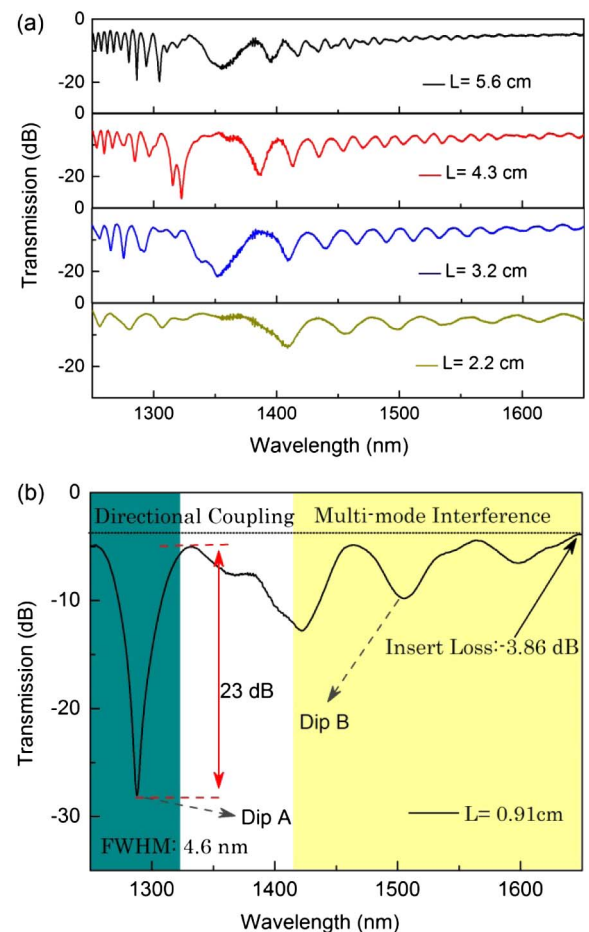 (a)
0
-20
L= 5.6 cm
0
-20
L= 4.3 cm
0
-20
L= 3.2 cm
0
-20
L= 2.2 cm
Transmission (dB)
1300 1400 1500 1600
Wavelength (nm)
(b)
0
Directional Coupling Multi-mode Interference
-10
Insert Loss:-3.86 dB
23 dB
Dip B
-20
Transmission (dB)
Dip A
L= 0.91cm
-30
FWHM: 4.6 nm
1300 1400 1500 1600
Wavelength (nm)